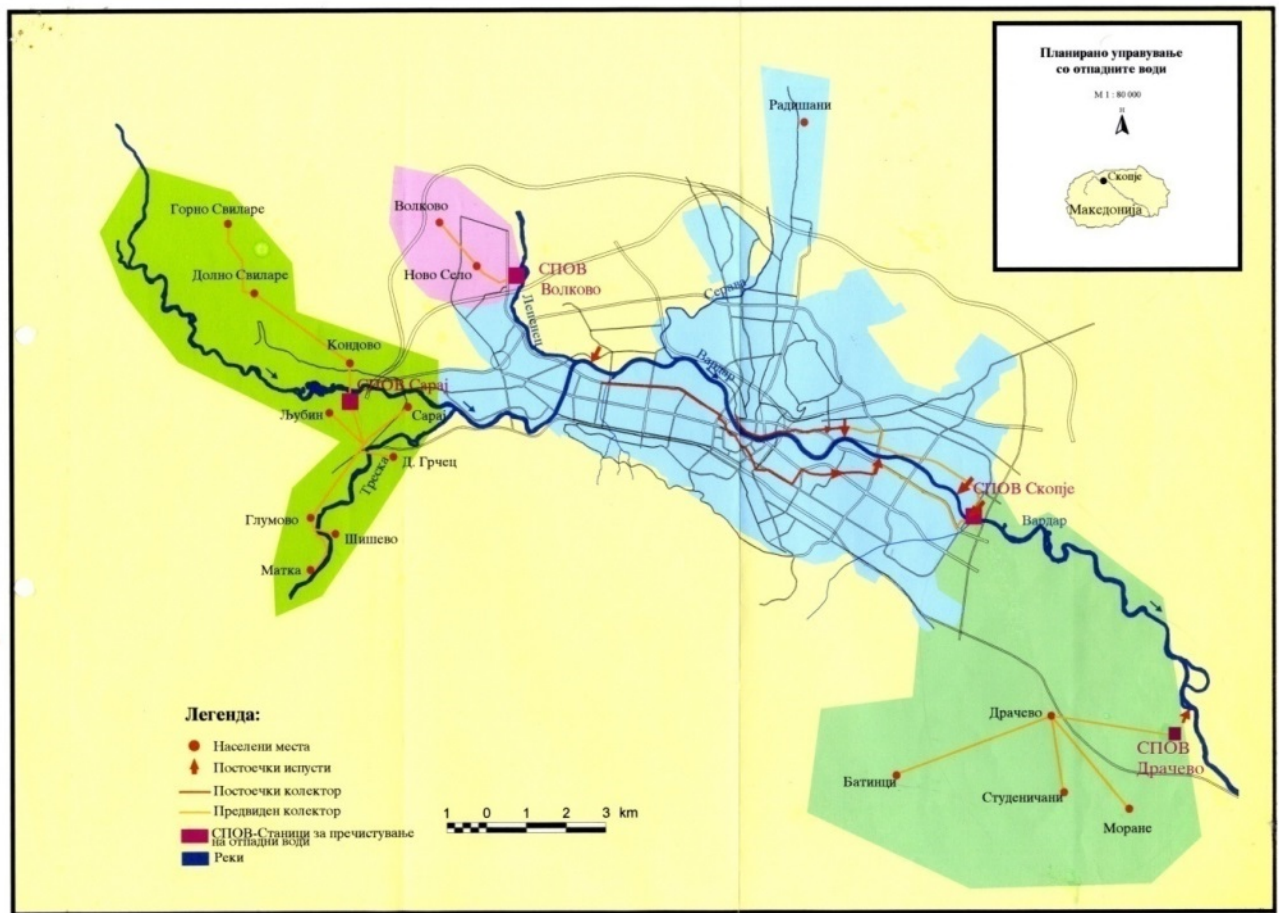 Планирано управување
со отпадните води
М 1 : 80 000
Н
Скопје
Македонија
Радишани
Горно Свиларе
Волково
Долно Свиларе
Ново Село
СПОВ
Волково
Лепенец
Серава
Вардар
Кондово
СПОВ Сарај
Љубин
Сарај
Д. Грчец
Треска
Глумово
Шишево
Матка
СПОВ Скопје
Вардар
Драчево
СПОВ
Драчево
Батинци
Студеничани
Моране
Легенда:
Населени места
Постоечки испусти
Постоечки колектор
Предвиден колектор
СПОВ-Станици за пречистување
на отпадни води
Реки
1 0 1 2 3 km